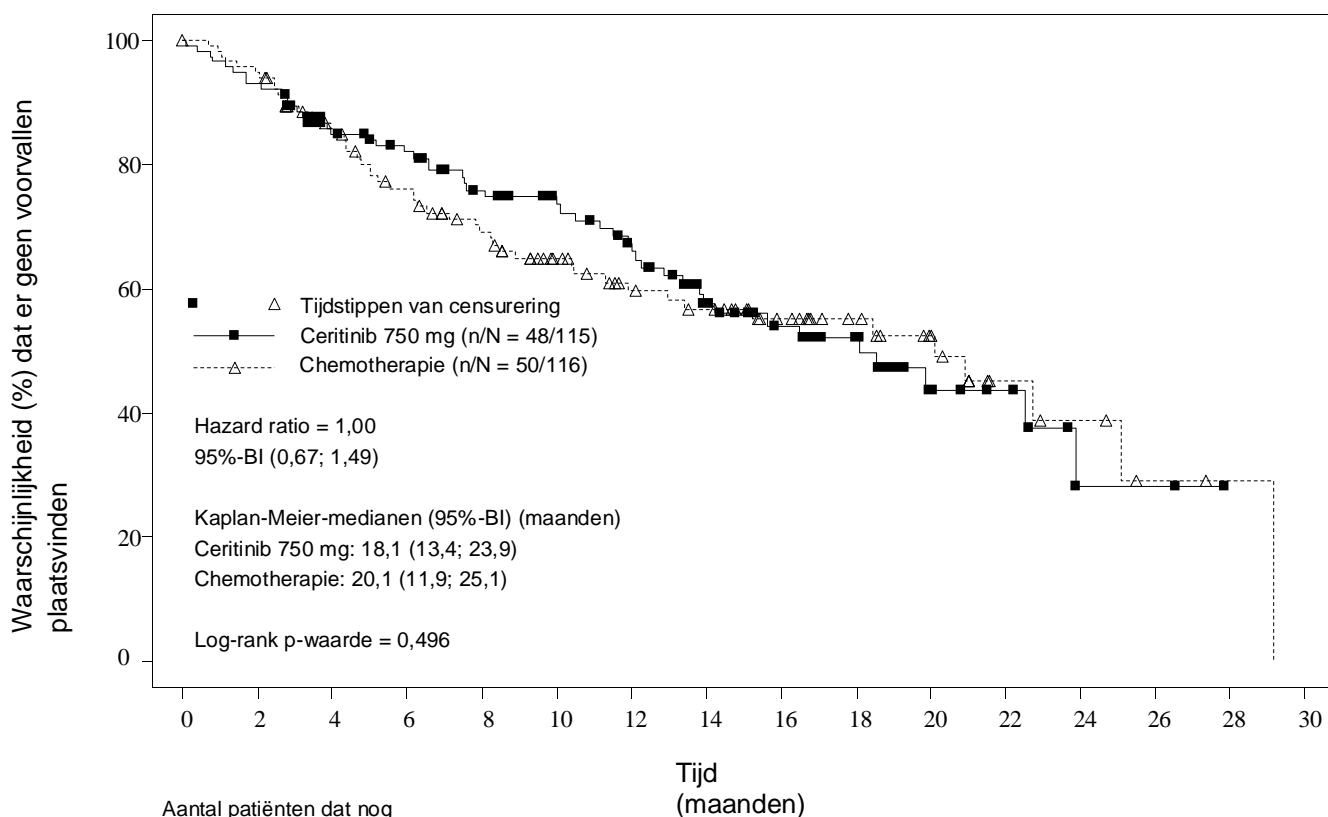 Waarschijnlijkheid (%) dat er geen voorvallen
plaatsvinden
100
80
60
40
20
0
Tijdstippen van censurering
Ceritinib 750 mg (n/N = 48/115)
Chemotherapie (n/N = 50/116)
Hazard ratio = 1,00
95%-BI (0,67; 1,49)
Kaplan-Meier-medianen (95%-BI) (maanden)
Ceritinib 750 mg: 18,1 (13,4; 23,9)
Chemotherapie: 20,1 (11,9; 25,1)
Log-rank p-waarde = 0,496
0 2 4 6 8 10 12 14 16 18 20 22 24 26 28 30
Tijd
(maanden)
Aantal patiënten dat nog